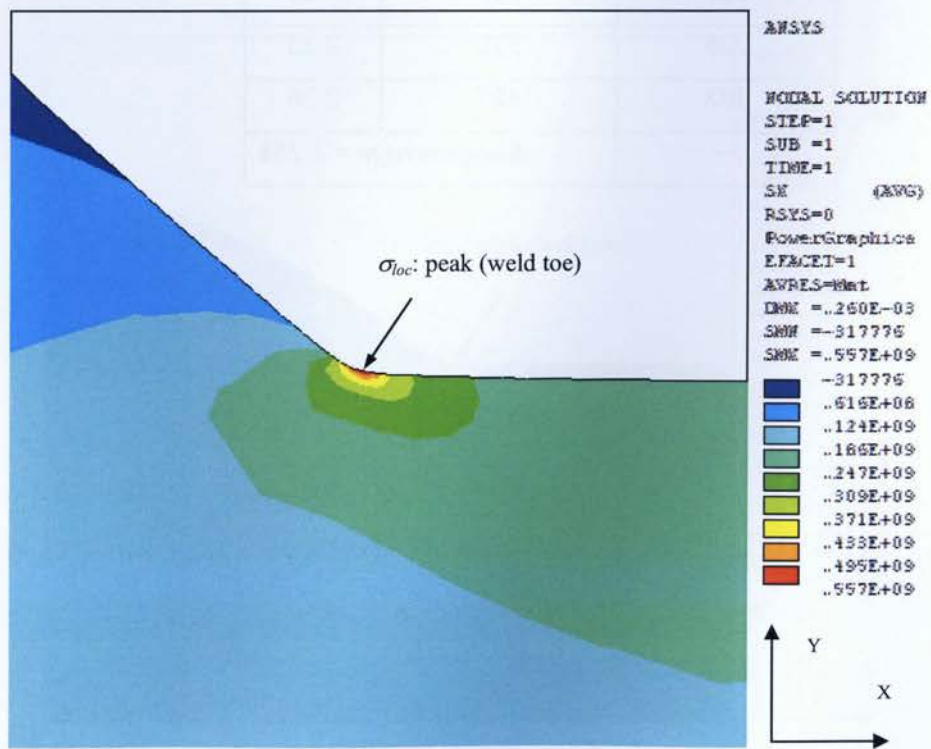 ANSYS
NODAL SOLUTION
STEP=1
SUB =1
TIME=1
SX (AVG)
RSYS=0
PowerGraphics
EFACET=1
AVRES=Mat
DMX =.260E-03
SMN =-317776
SMX =.557E+09
-317776
.616E+08
.124E+09
.186E+09
.247E+09
.309E+09
.371E+09
.433E+09
.495E+09
.557E+09
σloc: peak (weld toe)
Y
X